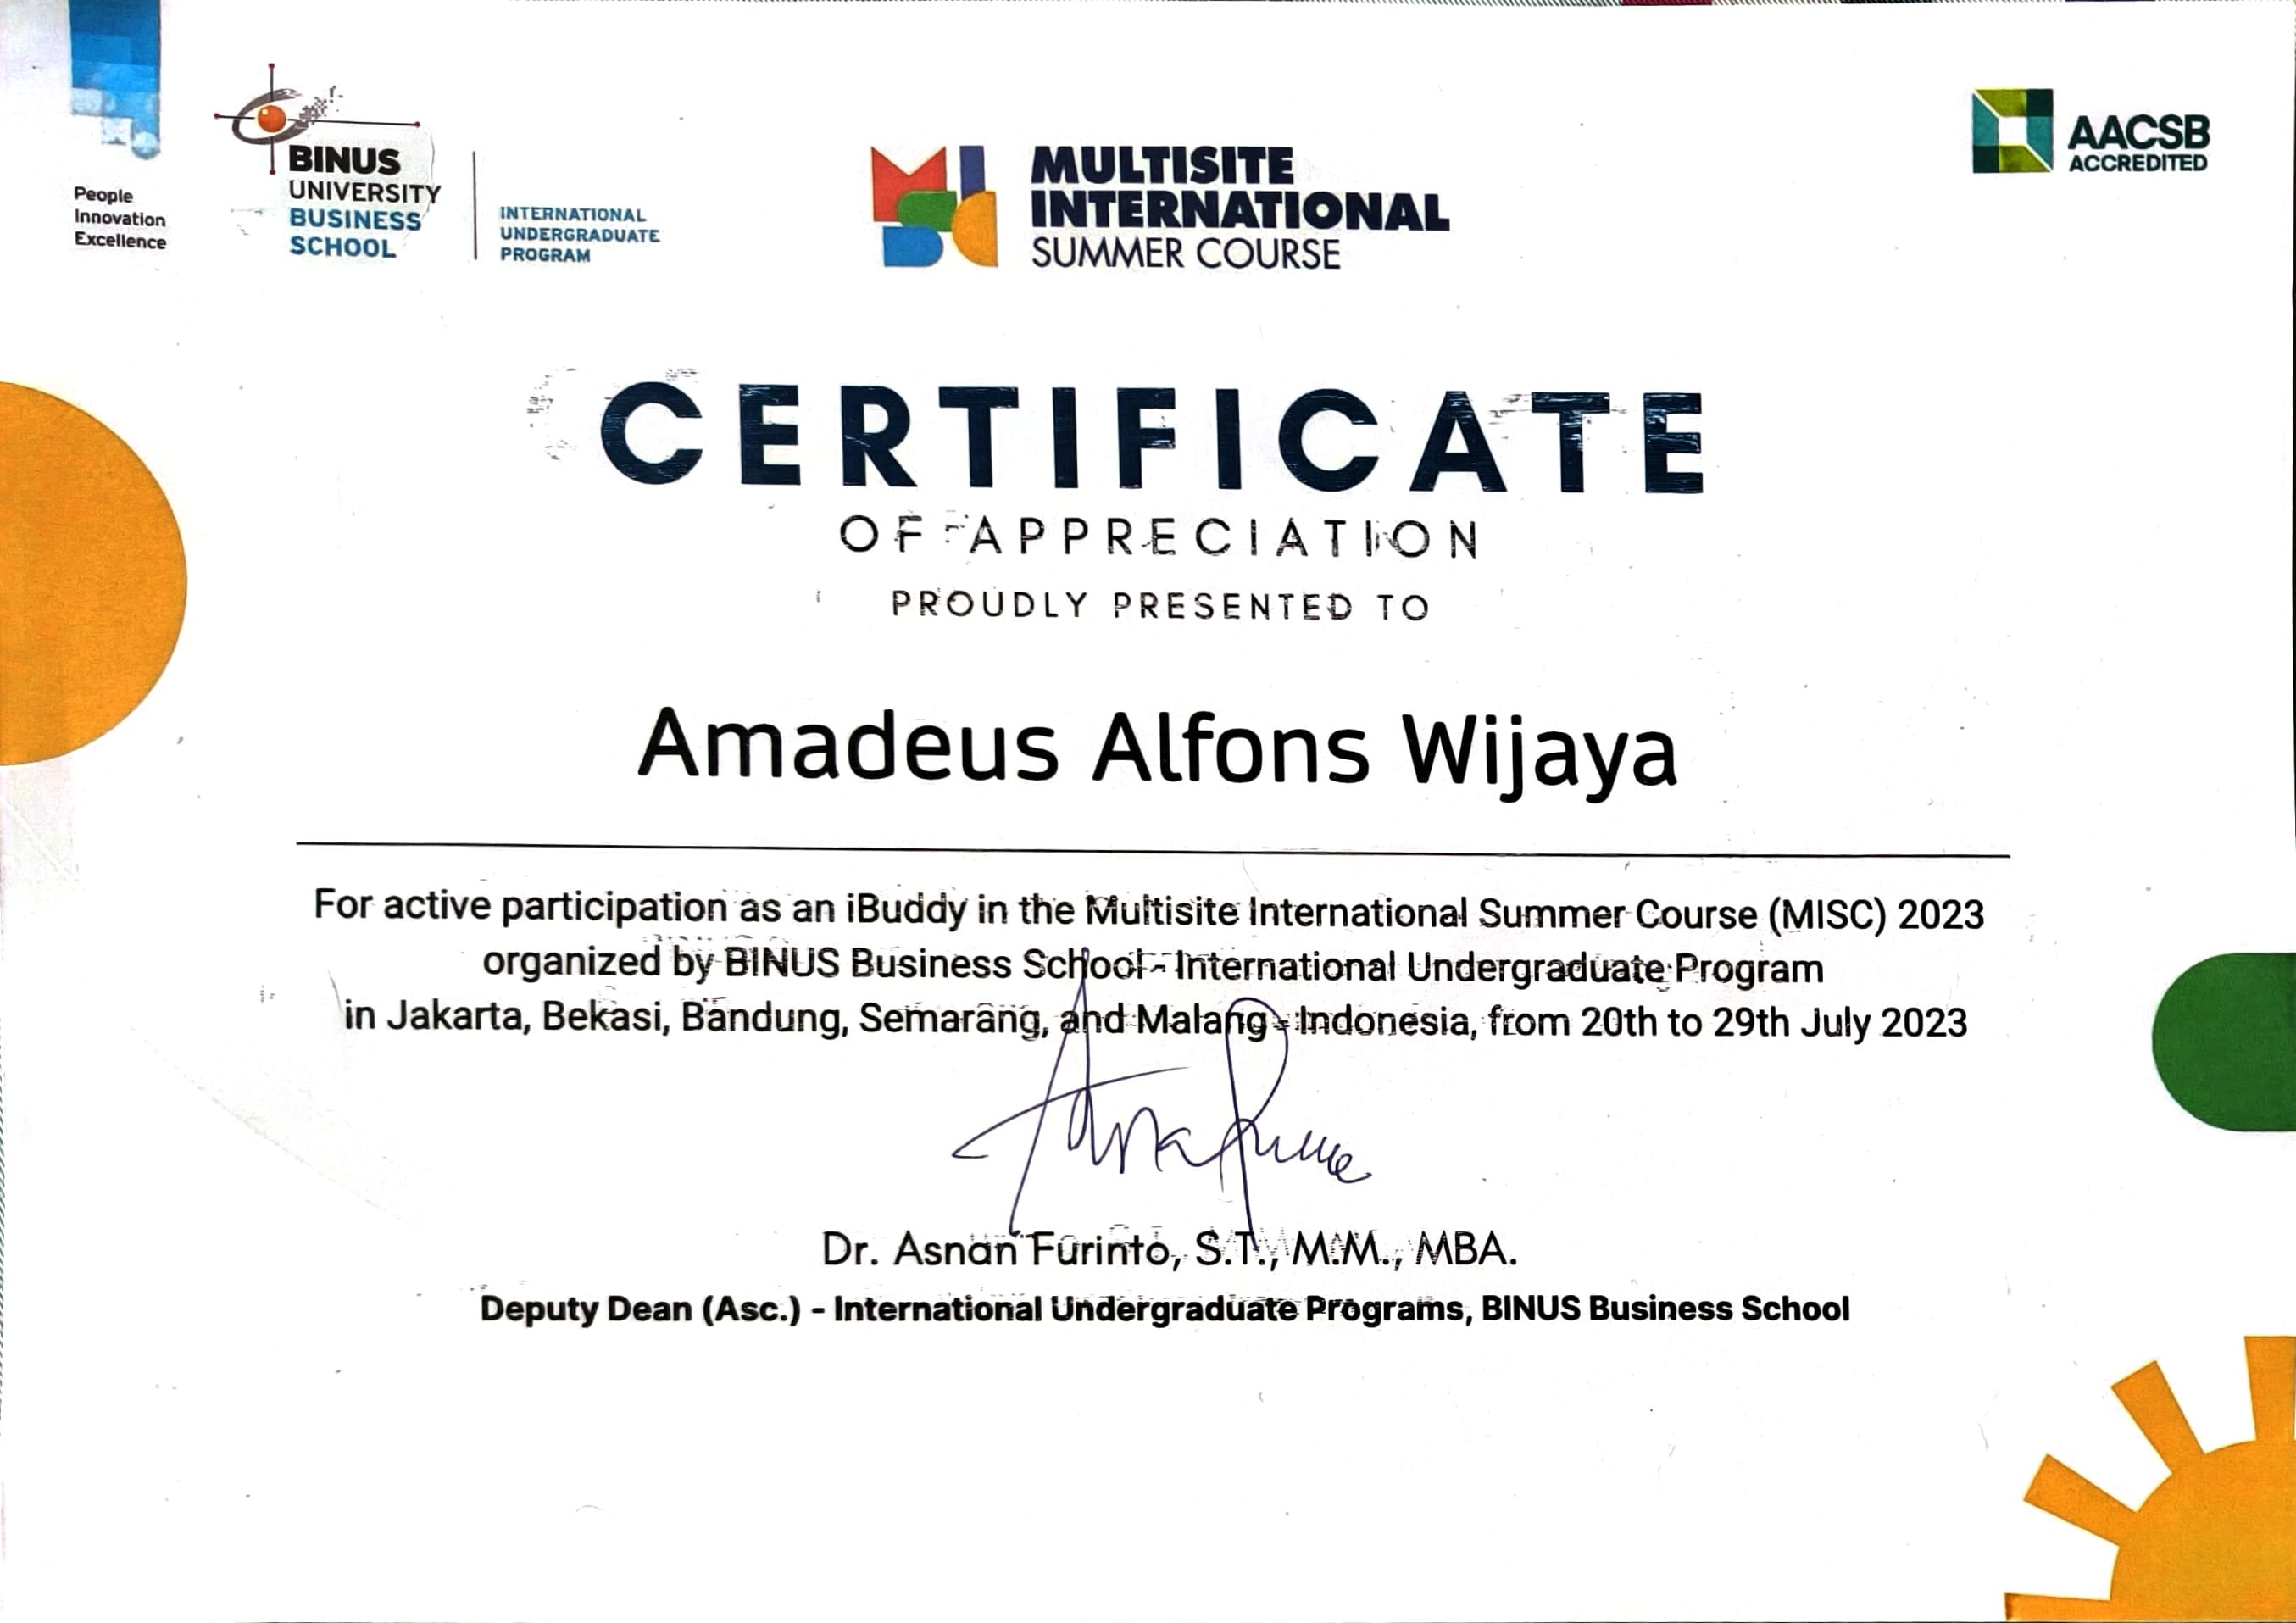 People
Innovation
Excellence
BINUS
UNIVERSITY
BUSINESS
SCHOOL
INTERNATIONAL
UNDERGRADUATE
PROGRAM
MULTISITE
INTERNATIONAL
SUMMER COURSE
AACSB
ACCREDITED
CERTIFICATE
OF APPRECIATION
PROUDLY PRESENTED TO
Amadeus Alfons Wijaya
For active participation as an iBuddy in the Multisite International Summer Course (MISC) 2023
organized by BINUS Business School - International Undergraduate Program
in Jakarta, Bekasi, Bandung, Semarang, and Malang - Indonesia, from 20th to 29th July 2023
Dr. Asnan Furinto, S.T., M.M., MBA.
Deputy Dean (Asc.) - International Undergraduate Programs, BINUS Business School